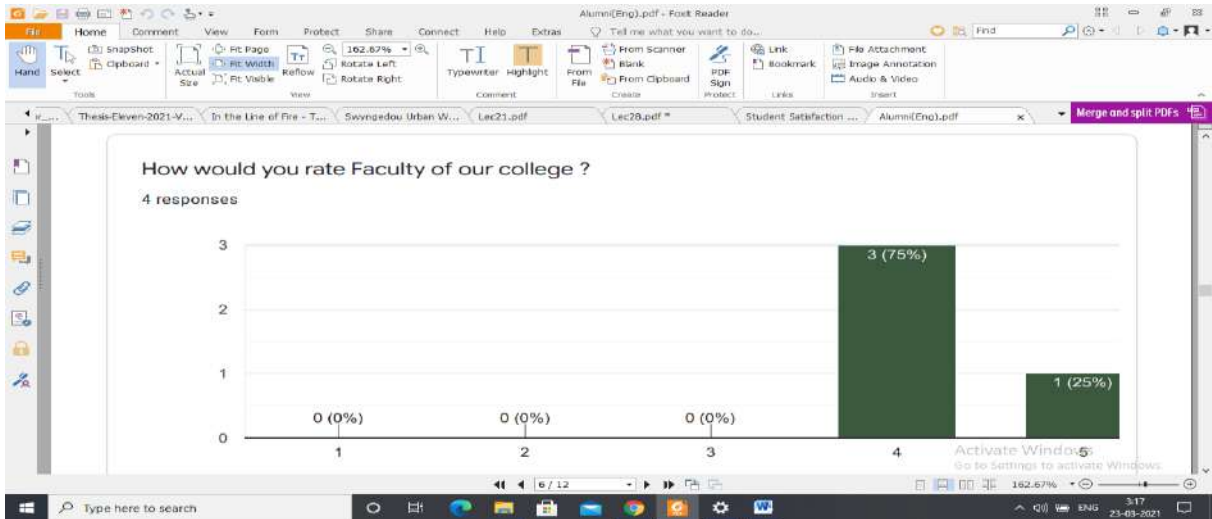 Alumni(Eng).pdf - Foxit Reader
File Home Comment View Form Protect Share Connect Help Extras Tell me what you want to do... Find
Hand
Select
SnapShot
Clipboard
Tools
Actual Size
Fit Page
Fit Width
Fit Visible
Reflow
162.67%
Rotate Left
Rotate Right
View
Typewriter
Highlight
Comment
From File
From Scanner
Blank
From Clipboard
Create
PDF Sign
Protect
Link
Bookmark
Links
File Attachment
Image Annotation
Audio & Video
Insert
Thesis-Eleven-2021-V... In the Line of Fire - T... Swyngedou Urban W... Lec21.pdf Lec28.pdf * Student Satisfaction ... Alumni(Eng).pdf Merge and split PDFs
How would you rate Faculty of our college ?
4 responses
3
3 (75%)
2
1
1 (25%)
0 (0%) 0 (0%) 0 (0%)
0
1 2 3 4 5
Activate Windows
Go to Settings to activate Windows.
6 / 12
162.67%
Type here to search
ENG
3:17
23-03-2021